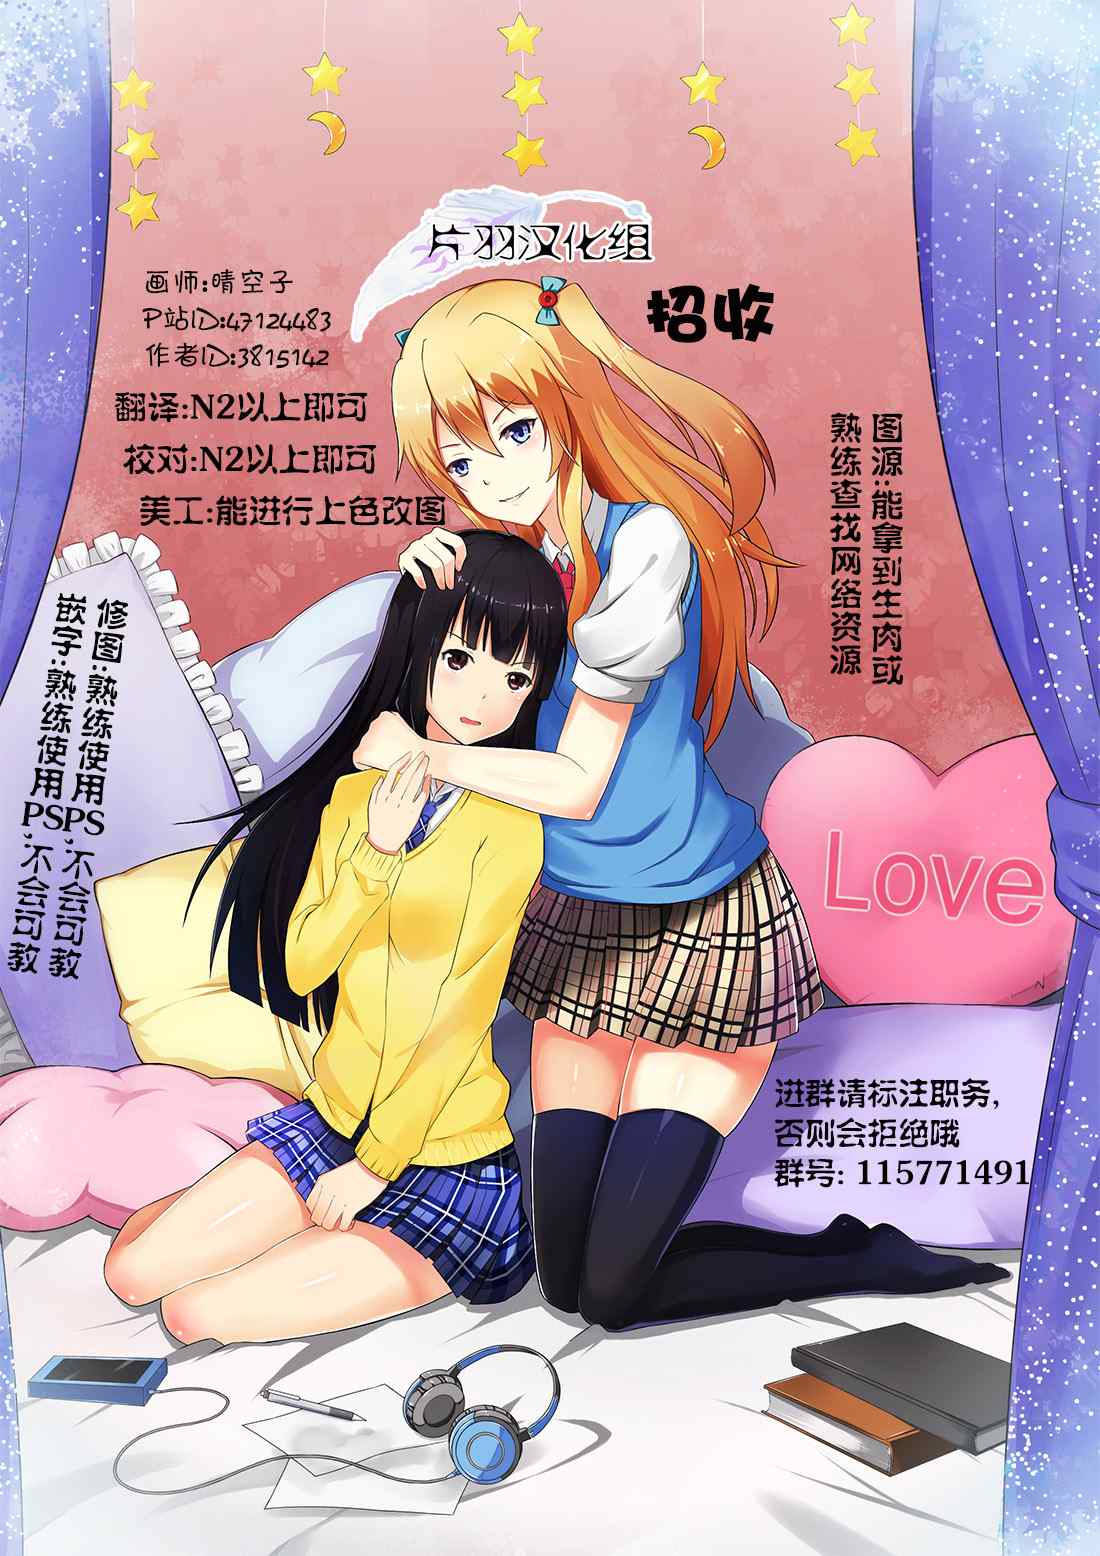 片羽汉化组
招收
画师:晴空子
P站ID:47124483
作者ID:3815142
翻译:N2以上即可
校对:N2以上即可
美工:能进行上色改图
图源:能拿到生肉或
熟练查找网络资源
修图:熟练使用PS,不会可教
嵌字:熟练使用PS,不会可教
Love
进群请标注职务,
否则会拒绝哦
群号: 115771491